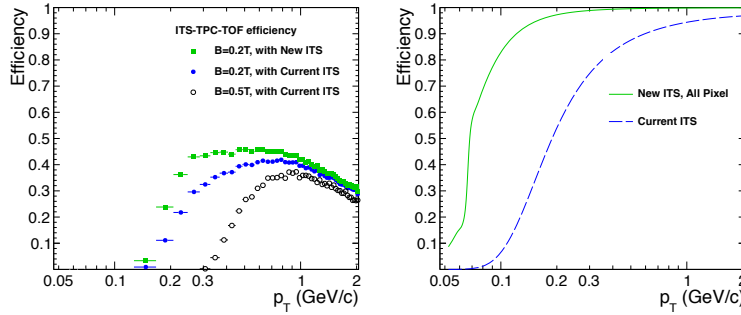 Efficiency
1
0.9
0.8
0.7
0.6
0.5
0.4
0.3
0.2
0.1
ITS-TPC-TOF efficiency
B=0.2T, with New ITS
B=0.2T, with Current ITS
B=0.5T, with Current ITS
0.05 0.1 0.2 0.3 1 2
p_T (GeV/c)
Efficiency
1
0.9
0.8
0.7
0.6
0.5
0.4
0.3
0.2
0.1
New ITS, All Pixel
Current ITS
0.05 0.1 0.2 0.3 1 2
p_T (GeV/c)